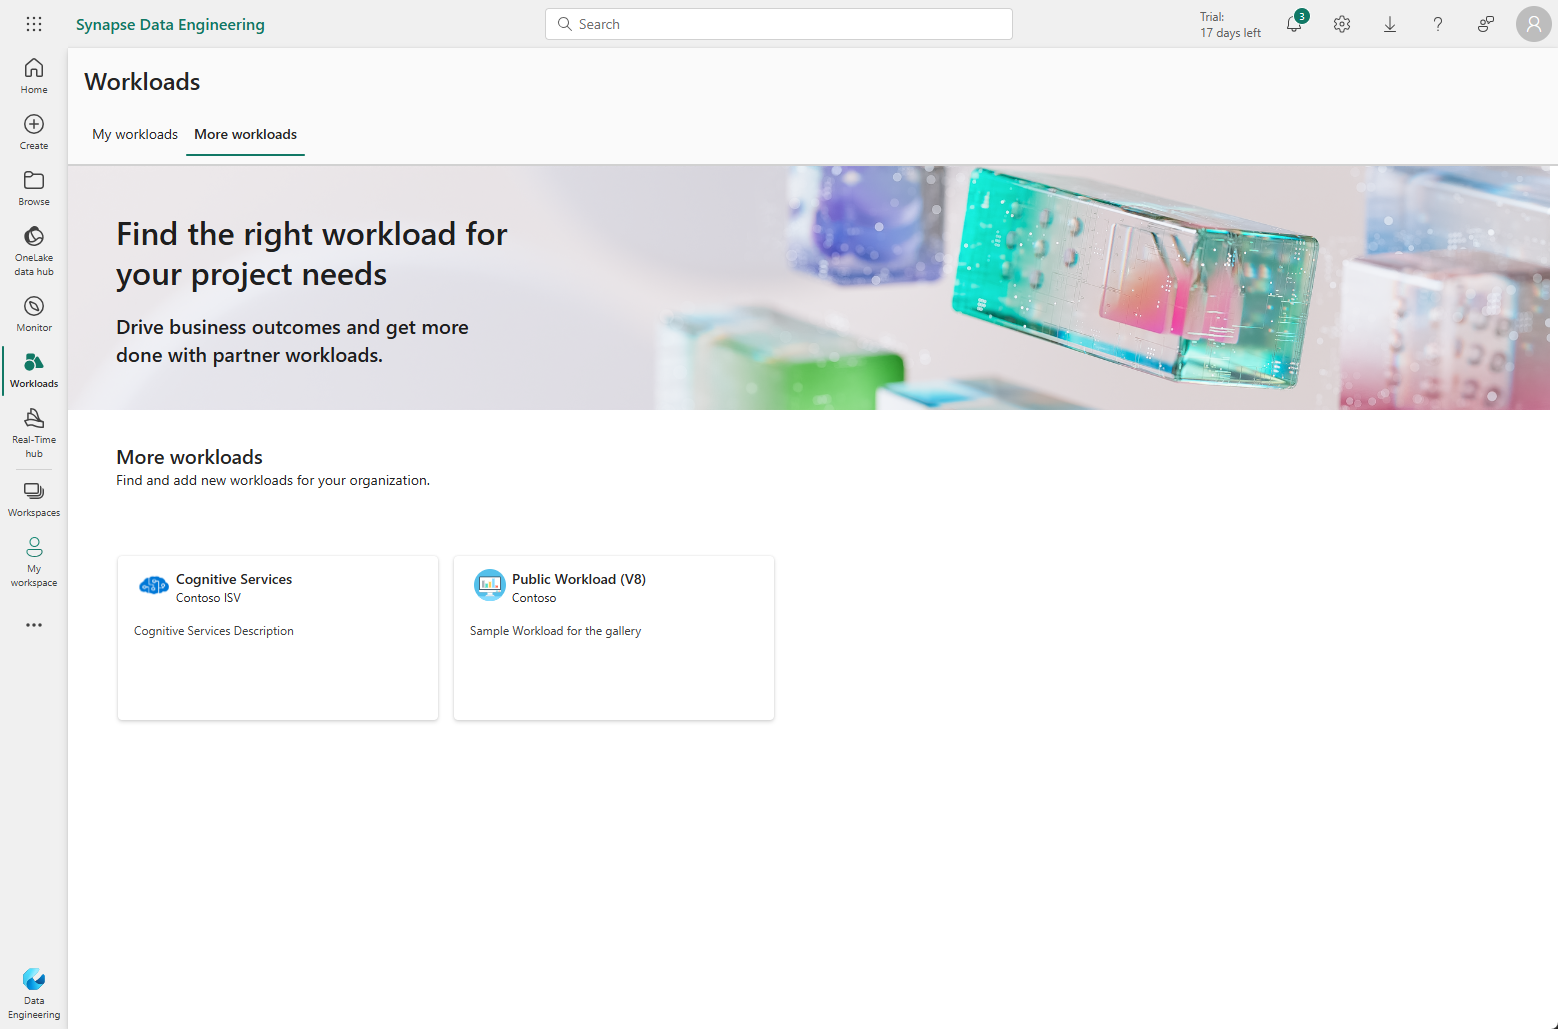 Synapse Data Engineering
Search
Trial:
17 days left
3
Home
Create
Browse
OneLake
data hub
Monitor
Workloads
Real-Time
hub
Workspaces
My
workspace
Data
Engineering
Workloads
My workloads
More workloads
Find the right workload for
your project needs
Drive business outcomes and get more
done with partner workloads.
More workloads
Find and add new workloads for your organization.
Cognitive Services
Contoso ISV
Cognitive Services Description
Public Workload (V8)
Contoso
Sample Workload for the gallery